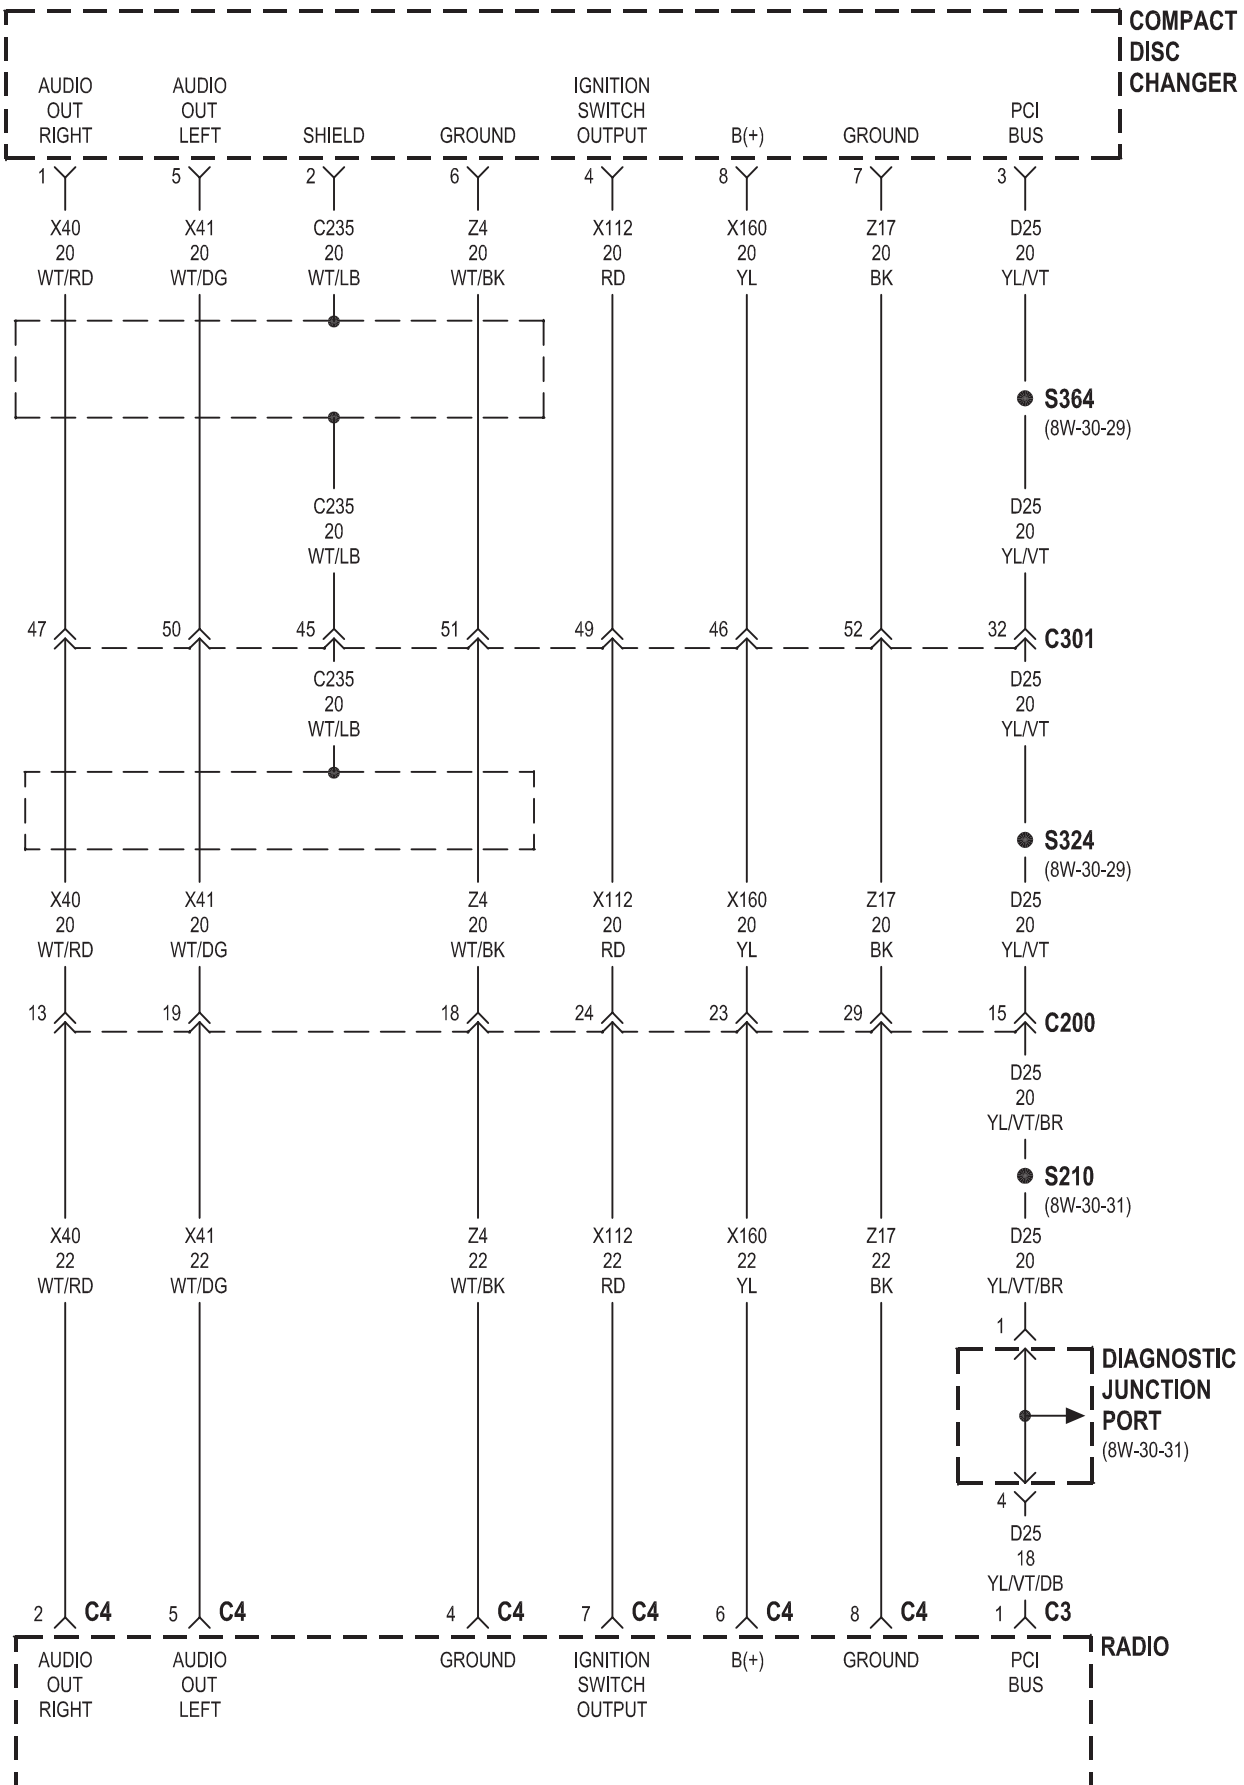 COMPACT
DISC
CHANGER
AUDIO
OUT
RIGHT
AUDIO
OUT
LEFT
SHIELD
GROUND
IGNITION
SWITCH
OUTPUT
B(+)
GROUND
PCI
BUS
1 5 2 6 4 8 7 3
X40 X41 C235 Z4 X112 X160 Z17 D25
20 20 20 20 20 20 20 20
WT/RD WT/DG WT/LB WT/BK RD YL BK YL/VT
S364
(8W-30-29)
C235 D25
20 20
WT/LB YL/VT
47 50 45 51 49 46 52 32 C301
C235 D25
20 20
WT/LB YL/VT
S324
(8W-30-29)
X40 X41 Z4 X112 X160 Z17 D25
20 20 20 20 20 20 20
WT/RD WT/DG WT/BK RD YL BK YL/VT
13 19 18 24 23 29 15 C200
D25
20
YL/VT/BR
S210
(8W-30-31)
X40 X41 Z4 X112 X160 Z17 D25
22 22 22 22 22 22 20
WT/RD WT/DG WT/BK RD YL BK YL/VT/BR
1
DIAGNOSTIC
JUNCTION
PORT
(8W-30-31)
4
D25
18
YL/VT/DB
2 C4 5 C4 4 C4 7 C4 6 C4 8 C4 1 C3
RADIO
AUDIO
OUT
RIGHT
AUDIO
OUT
LEFT
GROUND
IGNITION
SWITCH
OUTPUT
B(+)
GROUND
PCI
BUS